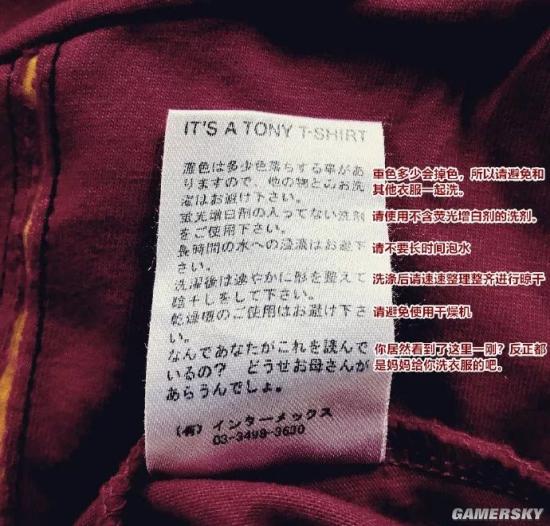 IT'S A TONY T-SHIRT
濃色は多少色落ちする事があ
りますので、他の物とのお洗
濯はお避け下さい。
蛍光増白剤の入ってない洗剤
をご使用下さい。
長時間の水への浸漬はお避下
さい。
洗濯後は速やかに形を整えて
陰干しをして下さい。
乾燥機のご使用はお避け下さ
い。
なんであなたがこれを読んで
いるの? どうせお母さんが
あらうんでしょ。
(有) インターメックス
03-3498-3630
重色多少会掉色，所以请避免和
其他衣服一起洗。
请使用不含荧光增白剂的洗剂。
请不要长时间泡水
洗涤后请速速整理整齐进行晾干
请避免使用干燥机
你居然看到了这里一刚？反正都
是妈妈给你洗衣服的吧。
GAMERSKY